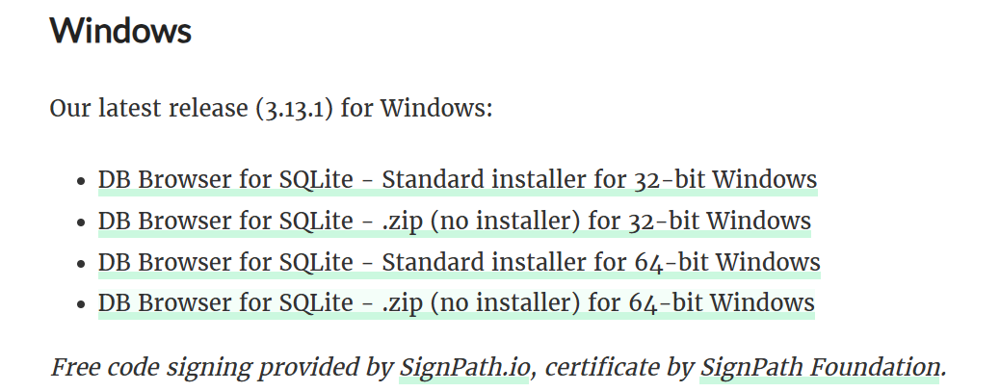 Windows
Our latest release (3.13.1) for Windows:
• DB Browser for SQLite - Standard installer for 32-bit Windows
• DB Browser for SQLite - .zip (no installer) for 32-bit Windows
• DB Browser for SQLite - Standard installer for 64-bit Windows
• DB Browser for SQLite - .zip (no installer) for 64-bit Windows
Free code signing provided by SignPath.io, certificate by SignPath Foundation.